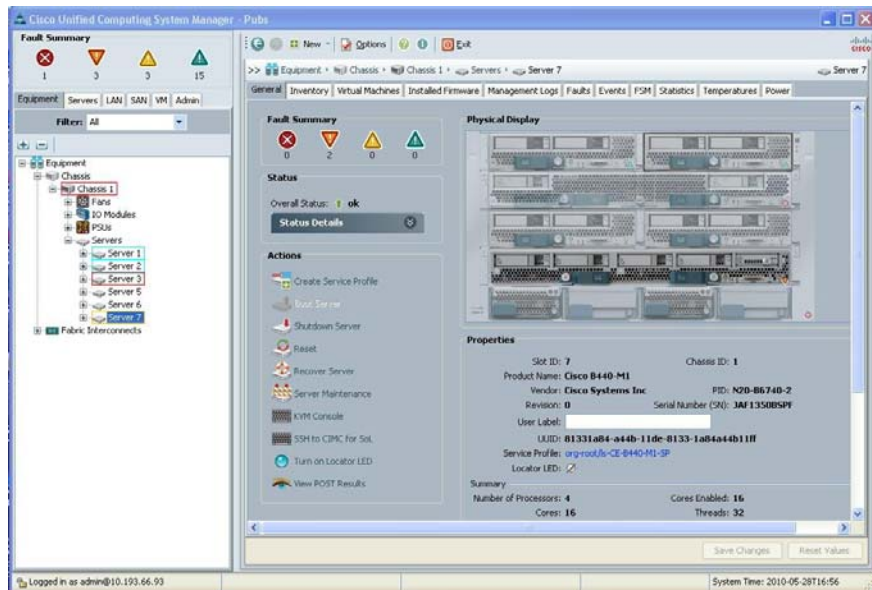 Cisco Unified Computing System Manager - Pubs
Fault Summary
1 3 3 15
Equipment Servers LAN SAN VM Admin
Filter: All
Equipment
Chassis
Chassis 1
Fans
IO Modules
PSUs
Servers
Server 1
Server 2
Server 3
Server 5
Server 6
Server 7
Fabric Interconnects
New Options Exit
CISCO
>> Equipment Chassis Chassis 1 Servers Server 7 Server 7
General Inventory Virtual Machines Installed Firmware Management Logs Faults Events FSM Statistics Temperatures Power
Fault Summary
0 2 0 0
Status
Overall Status: ok
Status Details
Actions
Create Service Profile
Boot Server
Shutdown Server
Reset
Recover Server
Server Maintenance
KVM Console
SSH to CIMC for SoL
Turn on Locator LED
View POST Results
Physical Display
Properties
Slot ID: 7 Chassis ID: 1
Product Name: Cisco B440-M1
Vendor: Cisco Systems Inc PID: N20-B6740-2
Revision: 0 Serial Number (SN): JAF1350BSPF
User Label:
UUID: 81331a84-a44b-11de-8133-1a84a44b11ff
Service Profile: org-root/ls-CE-B440-M1-SP
Locator LED:
Summary
Number of Processors: 4 Cores Enabled: 16
Cores: 16 Threads: 32
Save Changes Reset Values
Logged in as admin@10.193.66.93 System Time: 2010-05-28T16:56